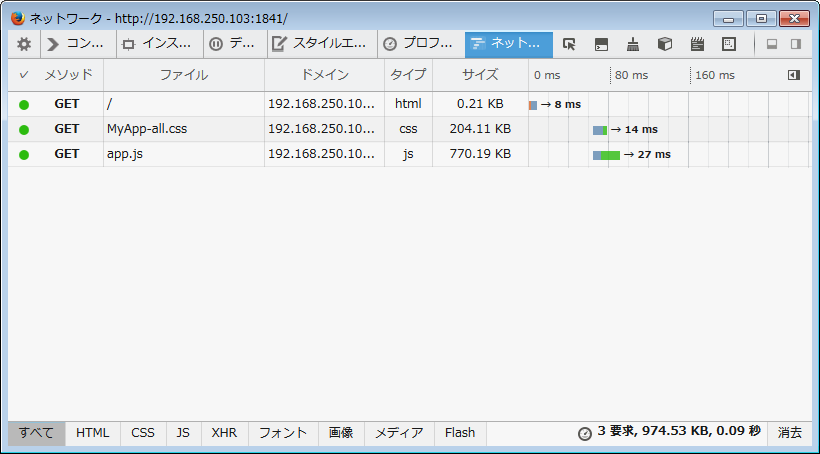 ネットワーク - http://192.168.250.103:1841/
コン... インス... デ... スタイルエ... プロフ... ネット...
✓ メソッド ファイル ドメイン タイプ サイズ 0 ms 80 ms 160 ms
GET / 192.168.250.10... html 0.21 KB → 8 ms
GET MyApp-all.css 192.168.250.10... css 204.11 KB → 14 ms
GET app.js 192.168.250.10... js 770.19 KB → 27 ms
すべて HTML CSS JS XHR フォント 画像 メディア Flash 3 要求, 974.53 KB, 0.09 秒 消去